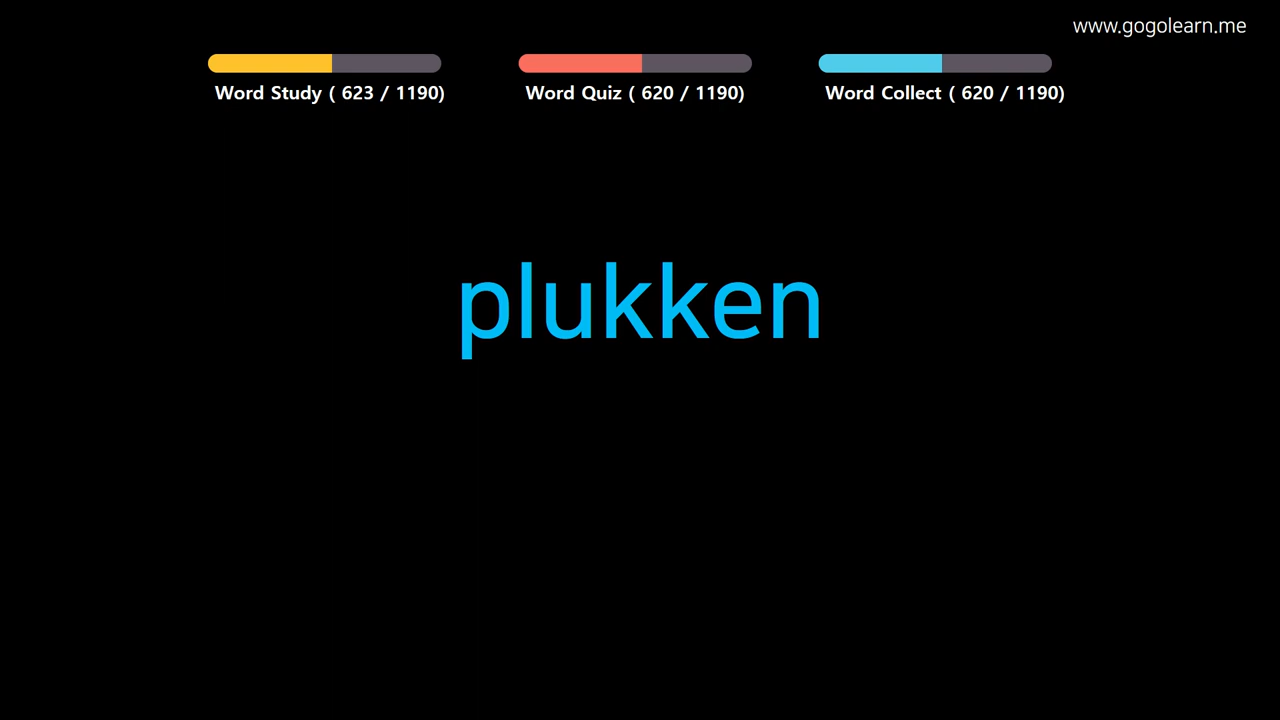 www.gogolearn.me
Word Study ( 623 / 1190)
Word Quiz ( 620 / 1190)
Word Collect ( 620 / 1190)
plukken